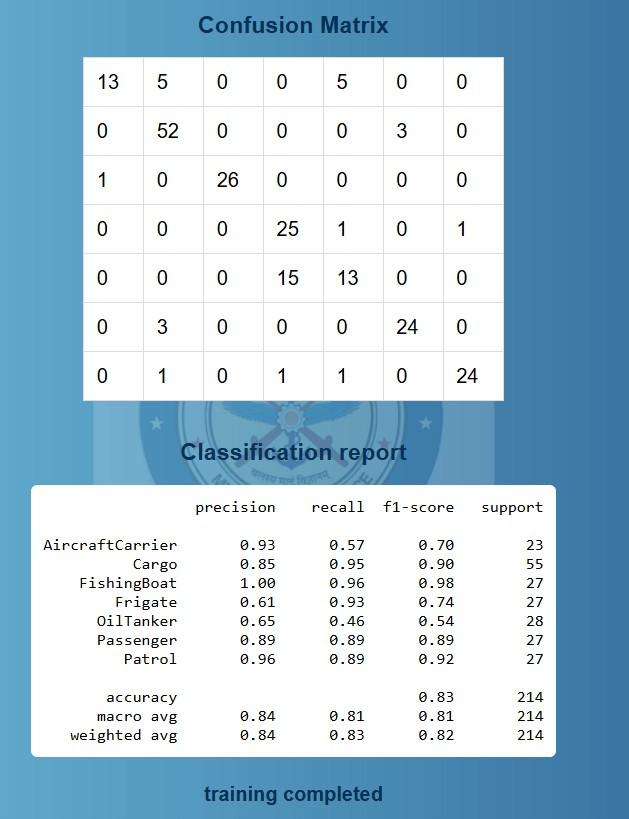 Confusion Matrix
13 5 0 0 5 0 0
0 52 0 0 0 3 0
1 0 26 0 0 0 0
0 0 0 25 1 0 1
0 0 0 15 13 0 0
0 3 0 0 0 24 0
0 1 0 1 1 0 24
Classification report
precision recall f1-score support
AircraftCarrier 0.93 0.57 0.70 23
Cargo 0.85 0.95 0.90 55
FishingBoat 1.00 0.96 0.98 27
Frigate 0.61 0.93 0.74 27
OilTanker 0.65 0.46 0.54 28
Passenger 0.89 0.89 0.89 27
Patrol 0.96 0.89 0.92 27
accuracy 0.83 214
macro avg 0.84 0.81 0.81 214
weighted avg 0.84 0.83 0.82 214
training completed